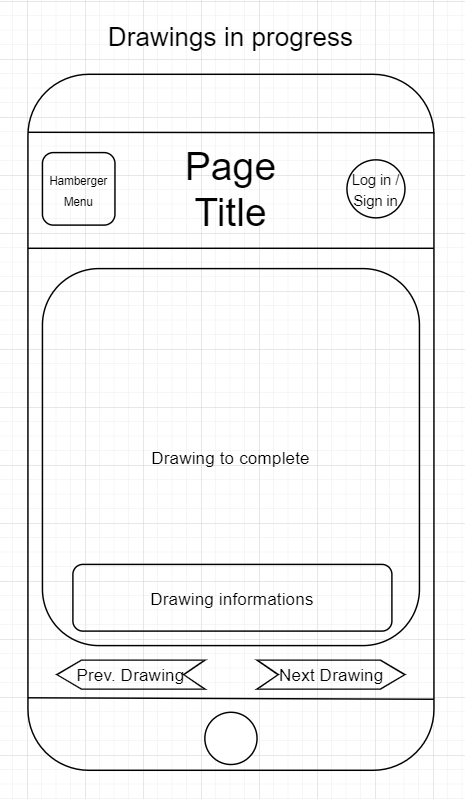 Drawings in progress
Hamberger
Menu
Page
Title
Log in /
Sign in
Drawing to complete
Drawing informations
Prev. Drawing
Next Drawing